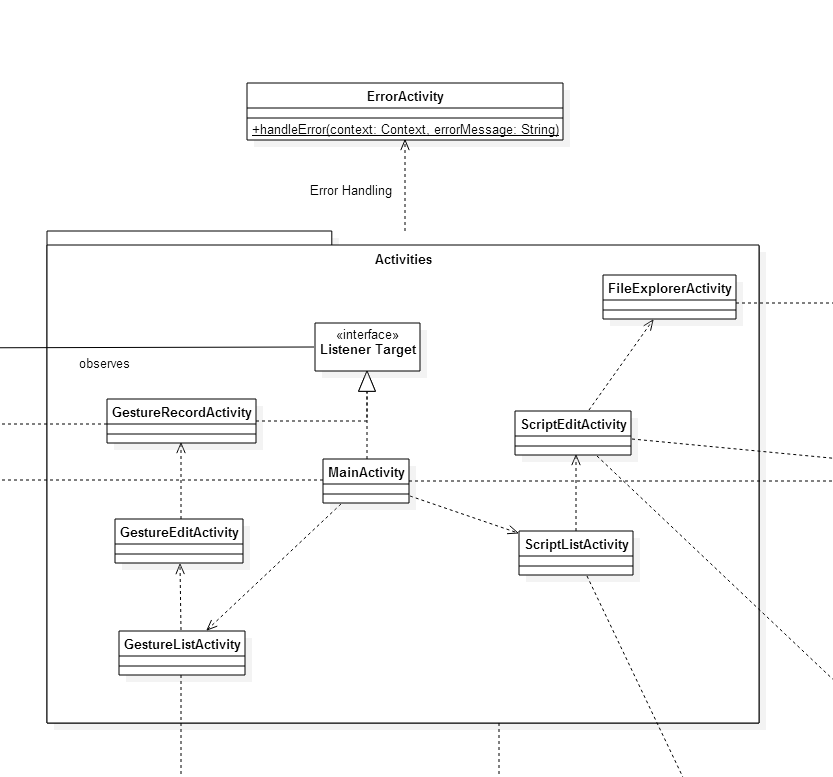 ErrorActivity
+handleError(context: Context, errorMessage: String)
Error Handling
Activities
FileExplorerActivity
«interface»
Listener Target
observes
GestureRecordActivity
ScriptEditActivity
MainActivity
GestureEditActivity
ScriptListActivity
GestureListActivity